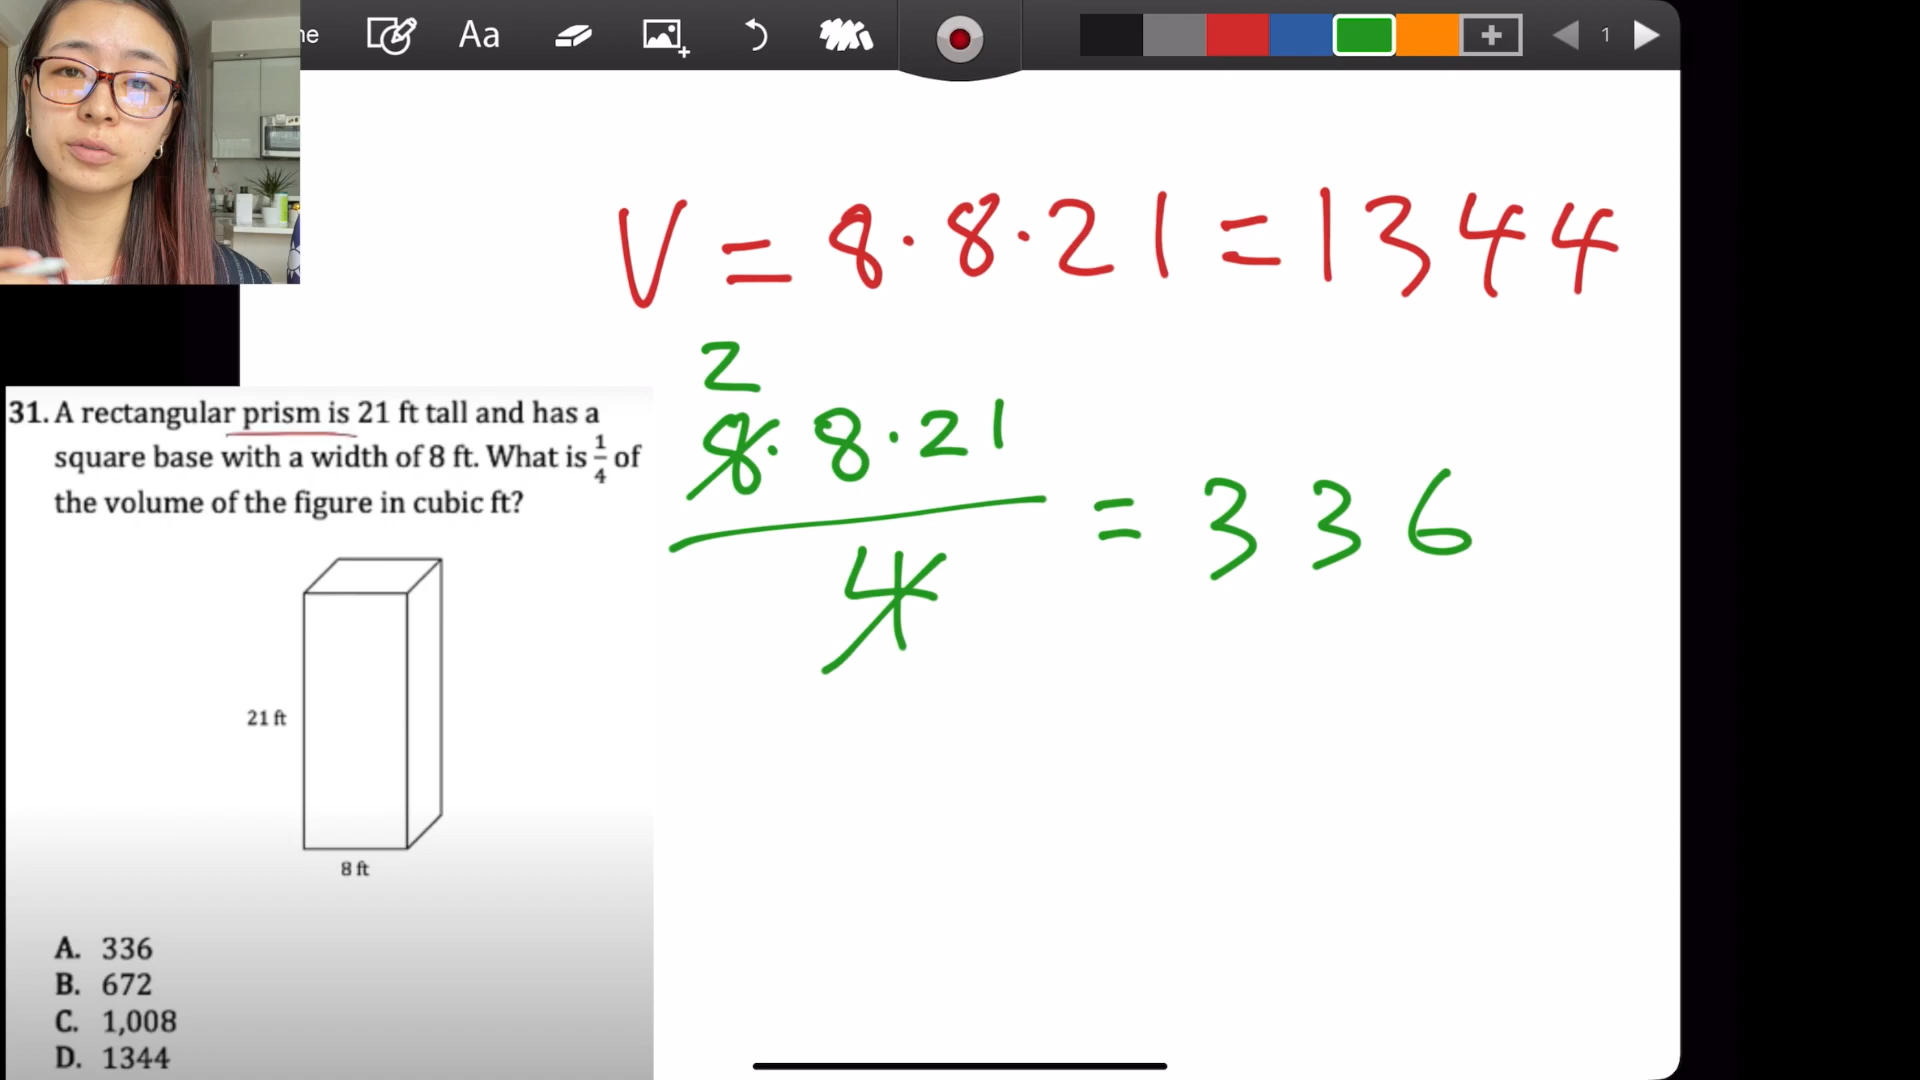 ne Aa 1
V = 8 · 8 · 21 = 1344
2
8 · 8 · 21
= 336
4
31. A rectangular prism is 21 ft tall and has a
square base with a width of 8 ft. What is 1/4 of
the volume of the figure in cubic ft?
21 ft
8 ft
A. 336
B. 672
C. 1,008
D. 1344